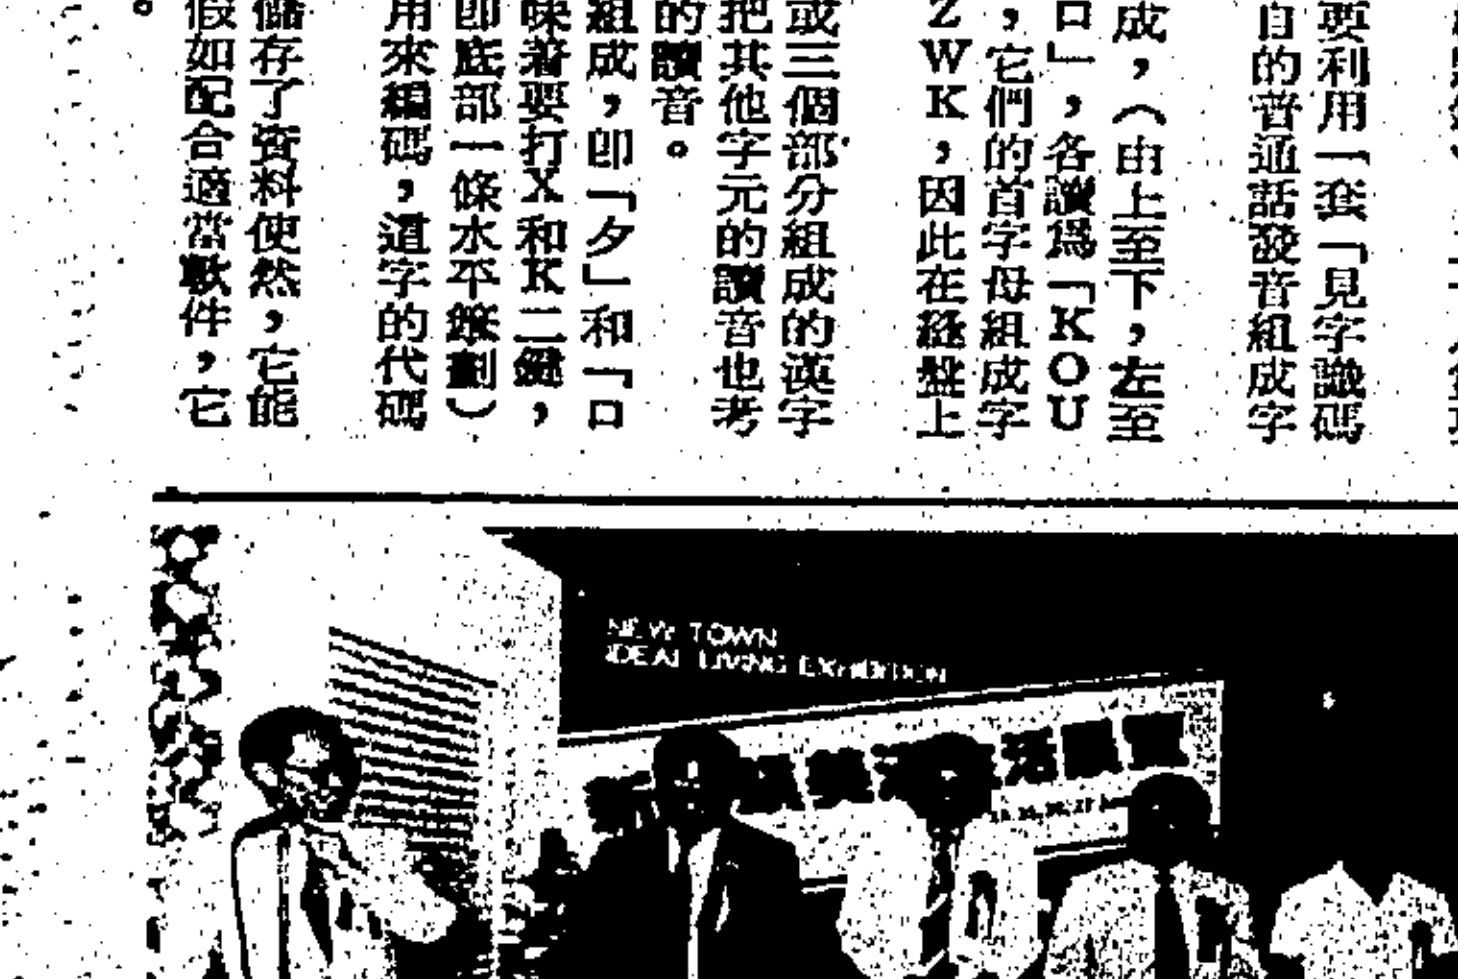 要利用一套「見字識碼
自的普通話發音組成字
成，（由上至下，左至
口」，各讀爲「KOU
，它們的首字母組成字
ZWK，因此在鍵盤上
或三個部分組成的漢字
把其他字元的讀音也考
的讀音。
組成，卽「夕」和「口
味着要打X和K二鍵，
卽底部一條水平筆劃）
用來編碼，這字的代碼
儲存了資料使然，它能
假如配合適當軟件，它
。
NEW TOWN
IDEAL LIVING EXHIBITION